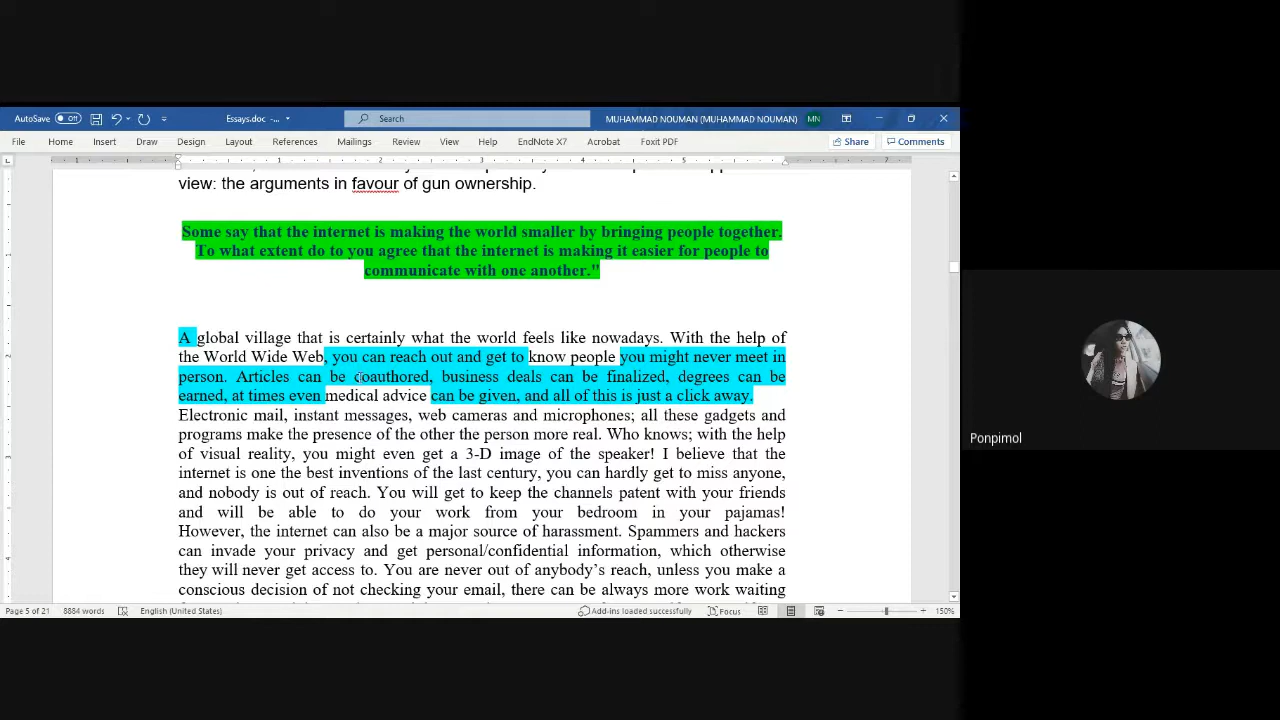 AutoSave Off Essays.doc -... Search MUHAMMAD NOUMAN (MUHAMMAD NOUMAN) MN
File Home Insert Draw Design Layout References Mailings Review View Help EndNote X7 Acrobat Foxit PDF Share Comments
1 1 2 3 4 5 7
view: the arguments in favour of gun ownership.
Some say that the internet is making the world smaller by bringing people together.
To what extent do to you agree that the internet is making it easier for people to
communicate with one another."
A global village that is certainly what the world feels like nowadays. With the help of
the World Wide Web, you can reach out and get to know people you might never meet in
person. Articles can be coauthored, business deals can be finalized, degrees can be
earned, at times even medical advice can be given, and all of this is just a click away.
Electronic mail, instant messages, web cameras and microphones; all these gadgets and
programs make the presence of the other the person more real. Who knows; with the help
of visual reality, you might even get a 3-D image of the speaker! I believe that the
internet is one the best inventions of the last century, you can hardly get to miss anyone,
and nobody is out of reach. You will get to keep the channels patent with your friends
and will be able to do your work from your bedroom in your pajamas!
However, the internet can also be a major source of harassment. Spammers and hackers
can invade your privacy and get personal/confidential information, which otherwise
they will never get access to. You are never out of anybody's reach, unless you make a
conscious decision of not checking your email, there can be always more work waiting
Ponpimol
Page 5 of 21 8884 words English (United States) Add-ins loaded successfully Focus 150%